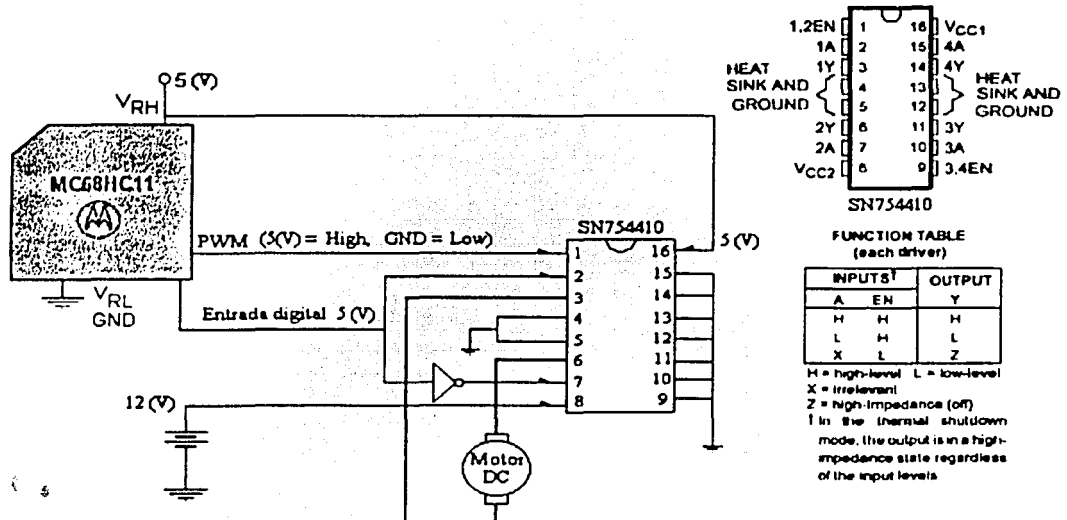 5 (V)
VRH
MC68HC11
PWM (5(V) = High, GND = Low)
VRL
GND
Entrada digital 5 (V)
12 (V)
Motor
DC
SN754410
1
2
3
4
5
6
7
8
16
15
14
13
12
11
10
9
5 (V)
1,2EN 1 16 VCC1
1A 2 15 4A
1Y 3 14 4Y
HEAT SINK AND GROUND 4 13 HEAT SINK AND GROUND
5 12
2Y 6 11 3Y
2A 7 10 3A
VCC2 8 9 3,4EN
SN754410
FUNCTION TABLE
(each driver)
INPUTS† OUTPUT
A EN Y
H H H
L H L
X L Z
H = high-level L = low-level
X = irrelevant
Z = high-impedance (off)
† In the thermal shutdown
mode, the output is in a high-
impedance state regardless
of the input levels